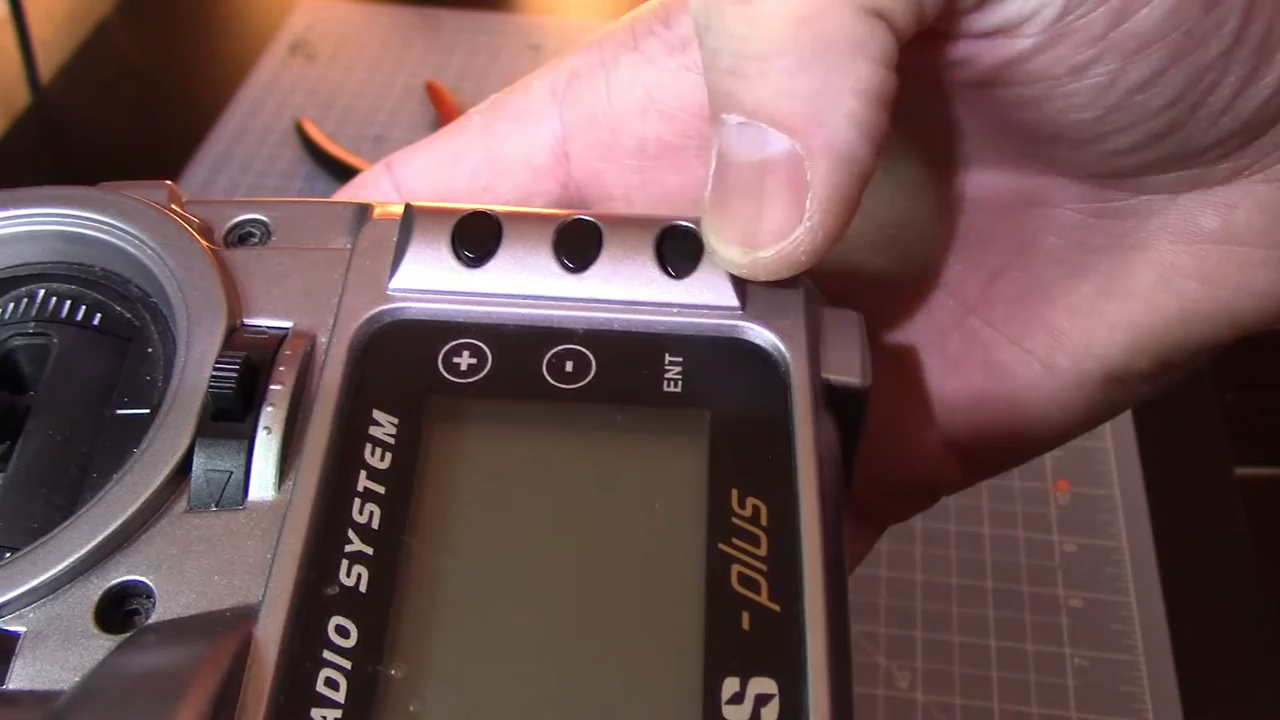 +
-
ENT
ADIO SYSTEM
S -plus